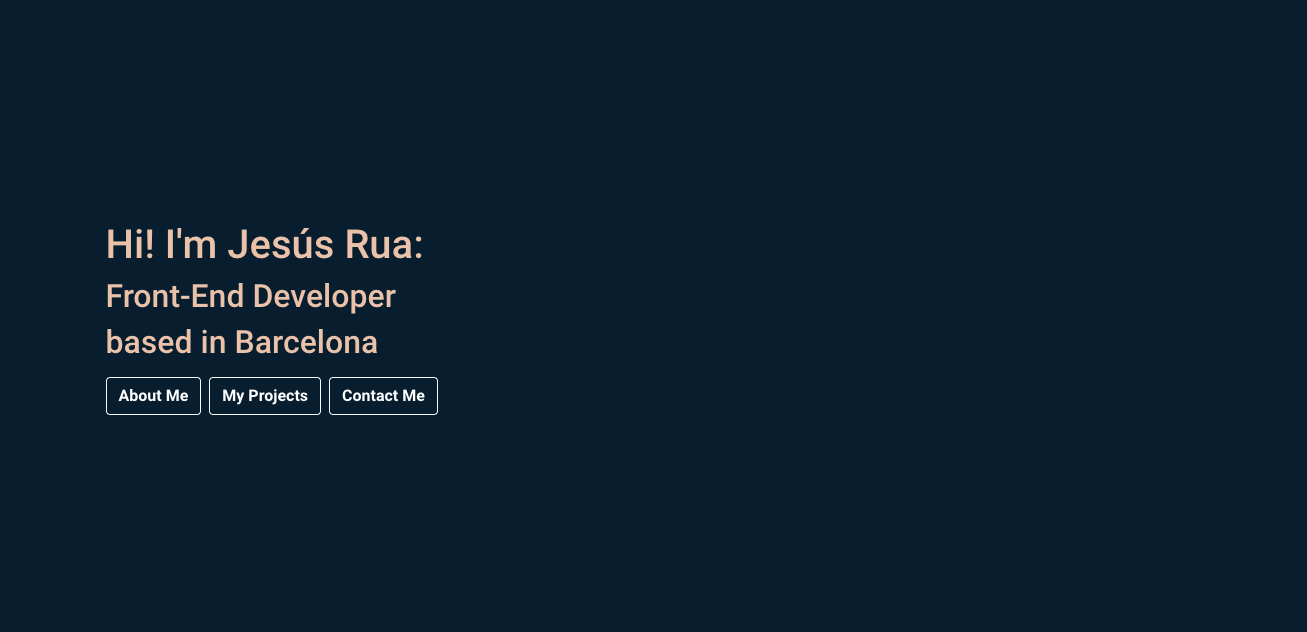 Hi! I'm Jesús Rua:
Front-End Developer
based in Barcelona
About Me My Projects Contact Me